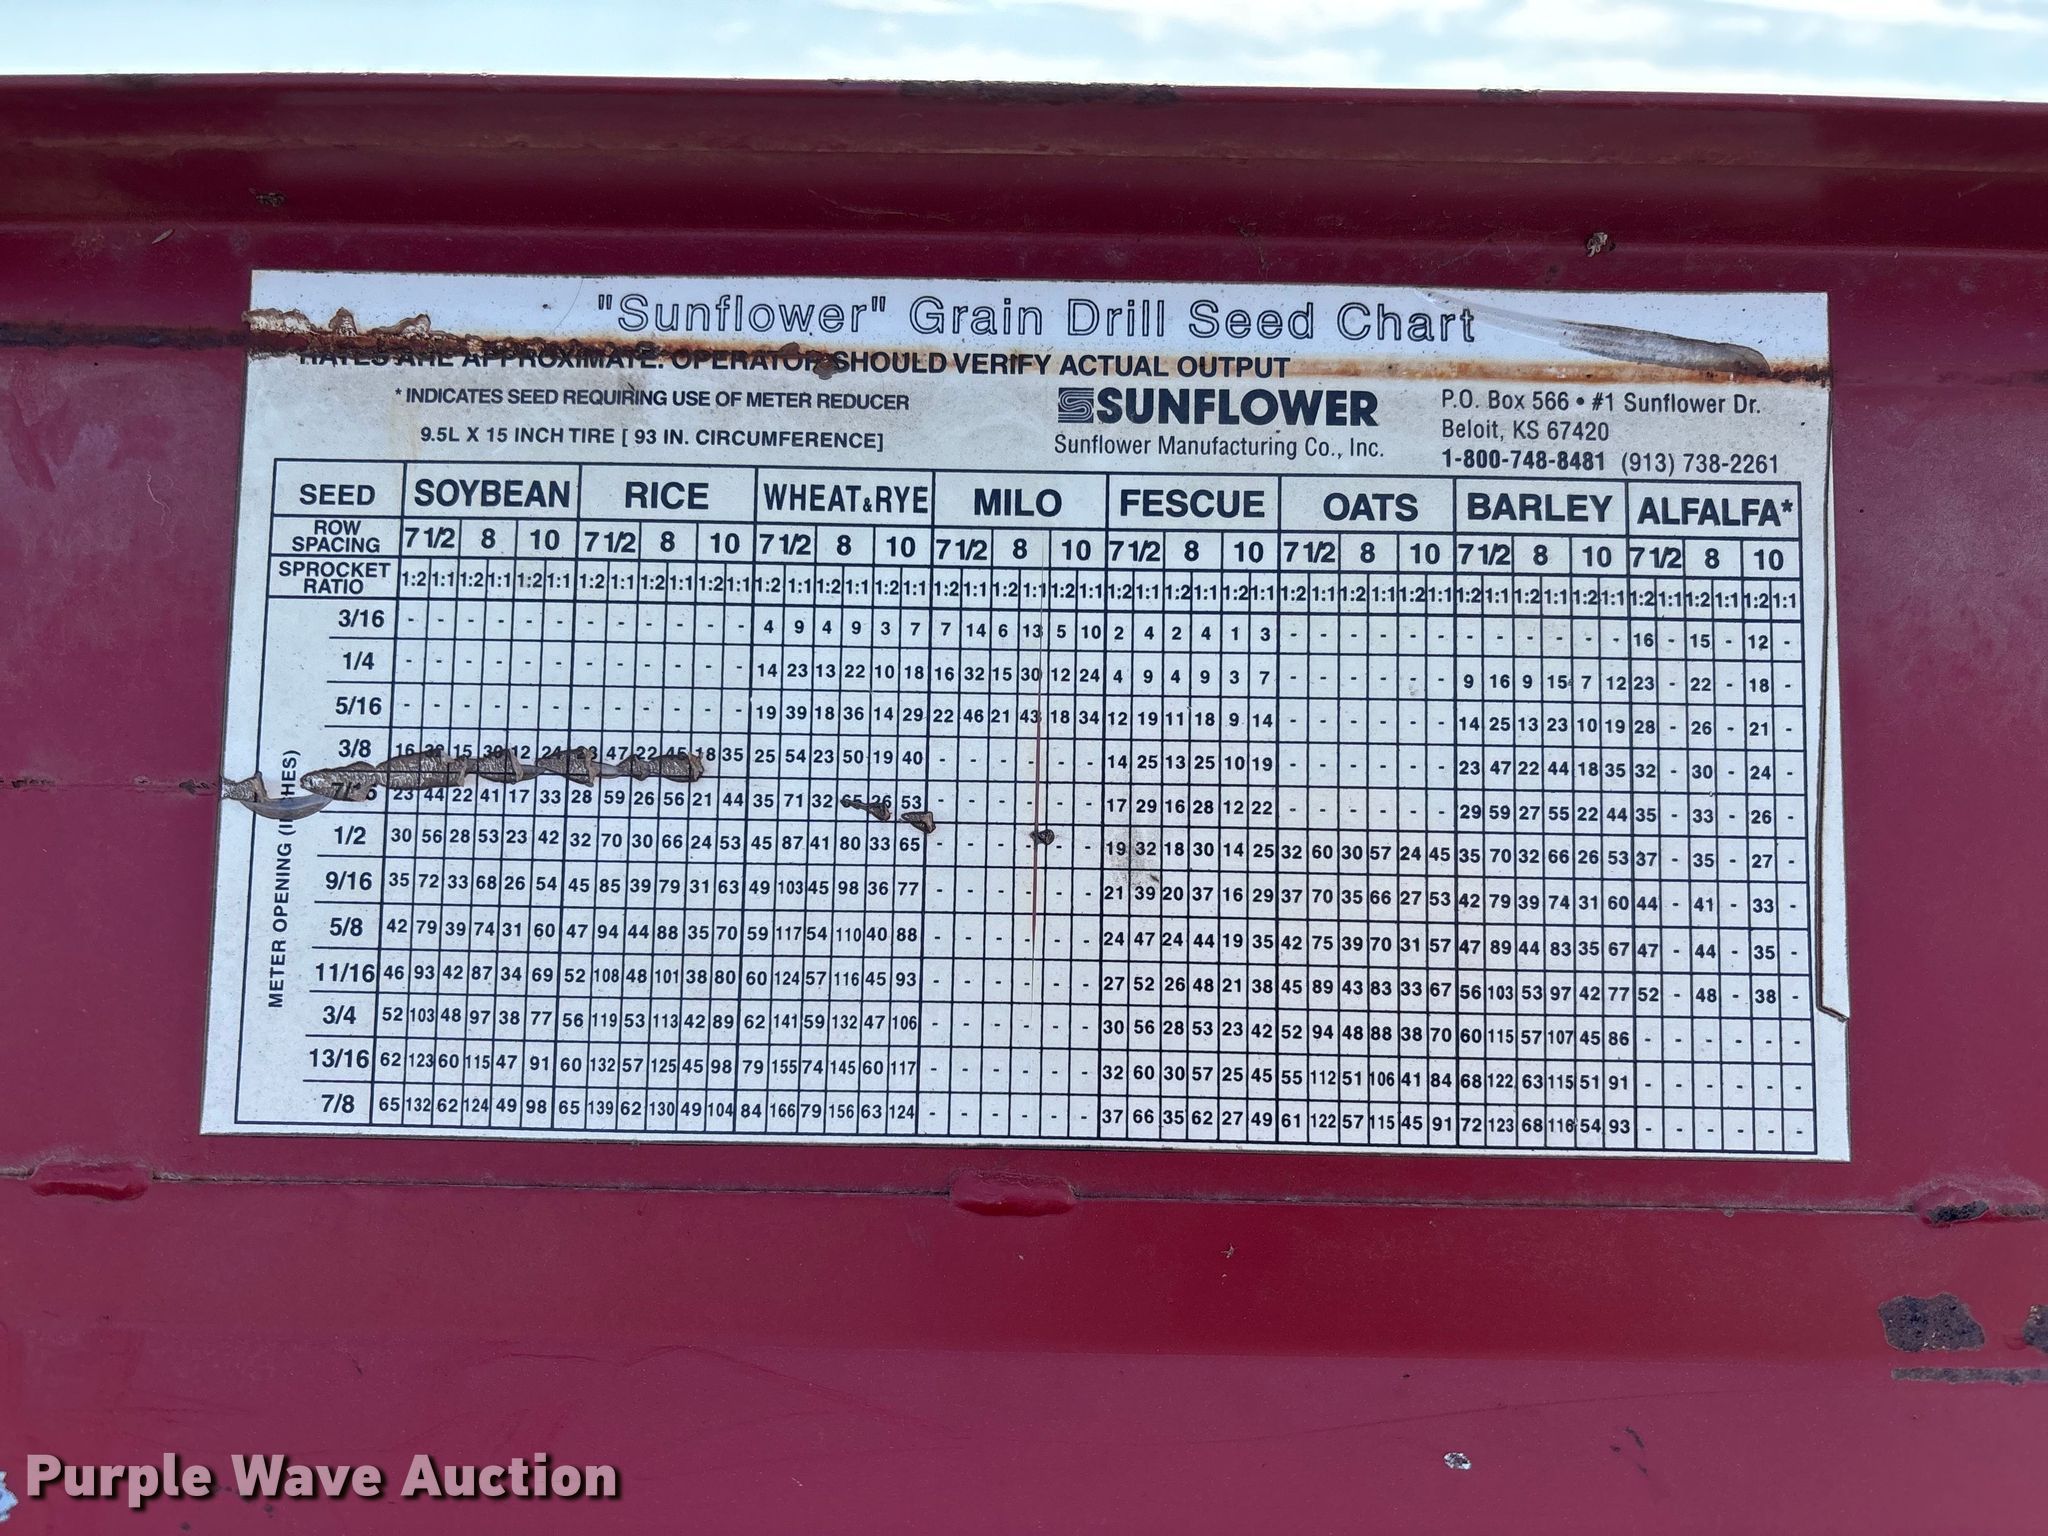 "Sunflower" Grain Drill Seed Chart
RATES ARE APPROXIMATE. OPERATOR SHOULD VERIFY ACTUAL OUTPUT
*INDICATES SEED REQUIRING USE OF METER REDUCER
9.5L X 15 INCH TIRE [ 93 IN. CIRCUMFERENCE]
SUNFLOWER
Sunflower Manufacturing Co., Inc.
P.O. Box 566 • #1 Sunflower Dr.
Beloit, KS 67420
1-800-748-8481 (913) 738-2261
SEED SOYBEAN RICE WHEAT & RYE MILO FESCUE OATS BARLEY ALFALFA*
ROW SPACING 7 1/2 8 10 7 1/2 8 10 7 1/2 8 10 7 1/2 8 10 7 1/2 8 10 7 1/2 8 10 7 1/2 8 10 7 1/2 8 10
SPROCKET RATIO 1:2 1:1 1:2 1:1 1:2 1:1 1:2 1:1 1:2 1:1 1:2 1:1 1:2 1:1 1:2 1:1 1:2 1:1 1:2 1:1 1:2 1:1 1:2 1:1 1:2 1:1 1:2 1:1 1:2 1:1 1:2 1:1 1:2 1:1 1:2 1:1 1:2 1:1 1:2 1:1 1:2 1:1 1:2 1:1 1:2 1:1 1:2 1:1
METER OPENING
3/16 - - - - - - - - - - - - 4 9 4 9 3 7 7 14 6 13 5 10 2 4 2 4 1 3 - - - - - - - - - - - - 16 - 15 - 12 -
1/4 - - - - - - - - - - - - 14 23 13 22 10 18 16 32 15 30 12 24 4 9 4 9 3 7 - - - - - - 9 16 9 15 7 12 23 - 22 - 18 -
5/16 - - - - - - - - - - - - 19 39 18 36 14 29 22 46 21 43 18 34 12 19 11 18 9 14 - - - - - - 14 25 13 23 10 19 28 - 26 - 21 -
3/8 16 15 30 12 24 47 22 45 18 35 25 54 23 50 19 40 - - - - - - 14 25 13 25 10 19 - - - - - - 23 47 22 44 18 35 32 - 30 - 24 -
23 44 22 41 17 33 28 59 26 56 21 44 35 71 32 65 26 53 - - - - - - 17 29 16 28 12 22 - - - - - - 29 59 27 55 22 44 35 - 33 - 26 -
1/2 30 56 28 53 23 42 32 70 30 66 24 53 45 87 41 80 33 65 - - - - - - 19 32 18 30 14 25 32 60 30 57 24 45 35 70 32 66 26 53 37 - 35 - 27 -
9/16 35 72 33 68 26 54 45 85 39 79 31 63 49 103 45 98 36 77 - - - - - - 21 39 20 37 16 29 37 70 35 66 27 53 42 79 39 74 31 60 44 - 41 - 33 -
5/8 42 79 39 74 31 60 47 94 44 88 35 70 59 117 54 110 40 88 - - - - - - 24 47 24 44 19 35 42 75 39 70 31 57 47 89 44 83 35 67 47 - 44 - 35 -
11/16 46 93 42 87 34 69 52 108 48 101 38 80 60 124 57 116 45 93 - - - - - - 27 52 26 48 21 38 45 89 43 83 33 67 56 103 53 97 42 77 52 - 48 - 38 -
3/4 52 103 48 97 38 77 56 119 53 113 42 89 62 141 59 132 47 106 - - - - - - 30 56 28 53 23 42 52 94 48 88 38 70 60 115 57 107 45 86 - - - - - -
13/16 62 123 60 115 47 91 60 132 57 125 45 98 79 155 74 145 60 117 - - - - - - 32 60 30 57 25 45 55 112 51 106 41 84 68 122 63 115 51 91 - - - - - -
7/8 65 132 62 124 49 98 65 139 62 130 49 104 84 166 79 156 63 124 - - - - - - 37 66 35 62 27 49 61 122 57 115 45 91 72 123 68 116 54 93 - - - - - -
Purple Wave Auction